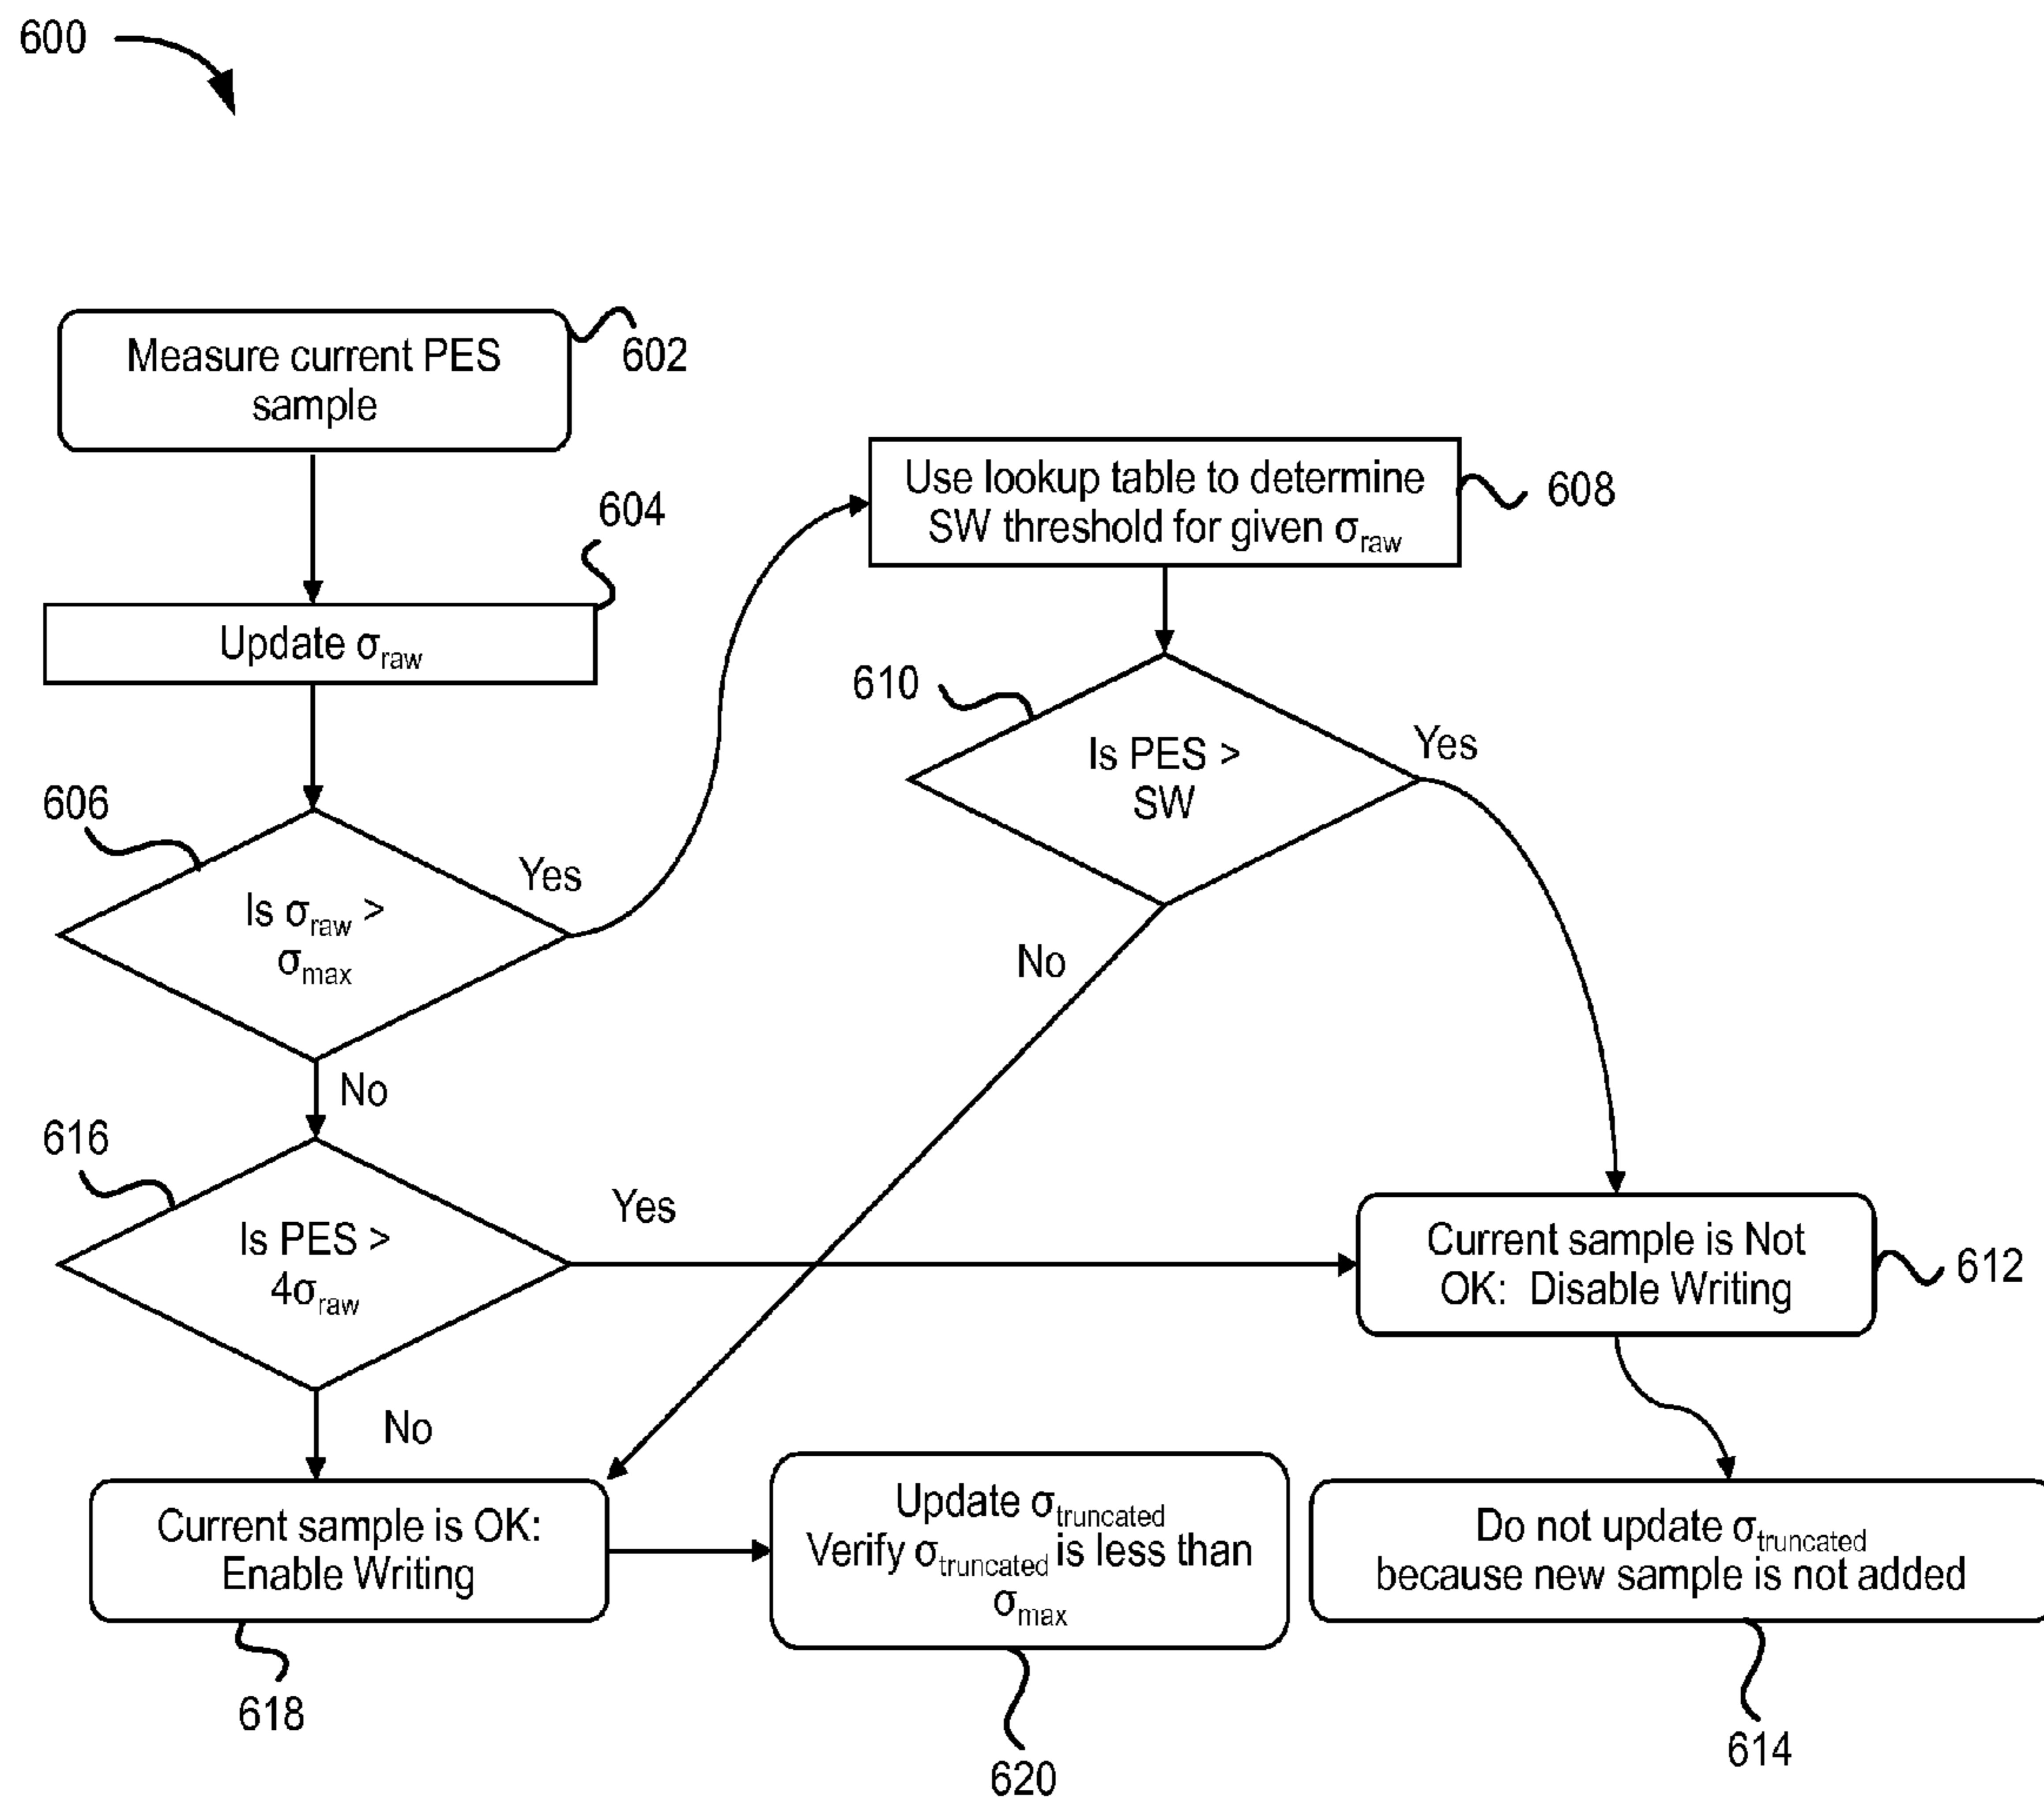 600
Measure current PES
sample
602
604
Update σraw
Use lookup table to determine
SW threshold for given σraw
608
606
Is σraw >
σmax
Yes
No
610
Is PES >
SW
Yes
No
616
Is PES >
4σraw
Yes
No
Current sample is Not
OK: Disable Writing
612
Current sample is OK:
Enable Writing
618
Update σtruncated
Verify σtruncated is less than
σmax
620
Do not update σtruncated
because new sample is not added
614